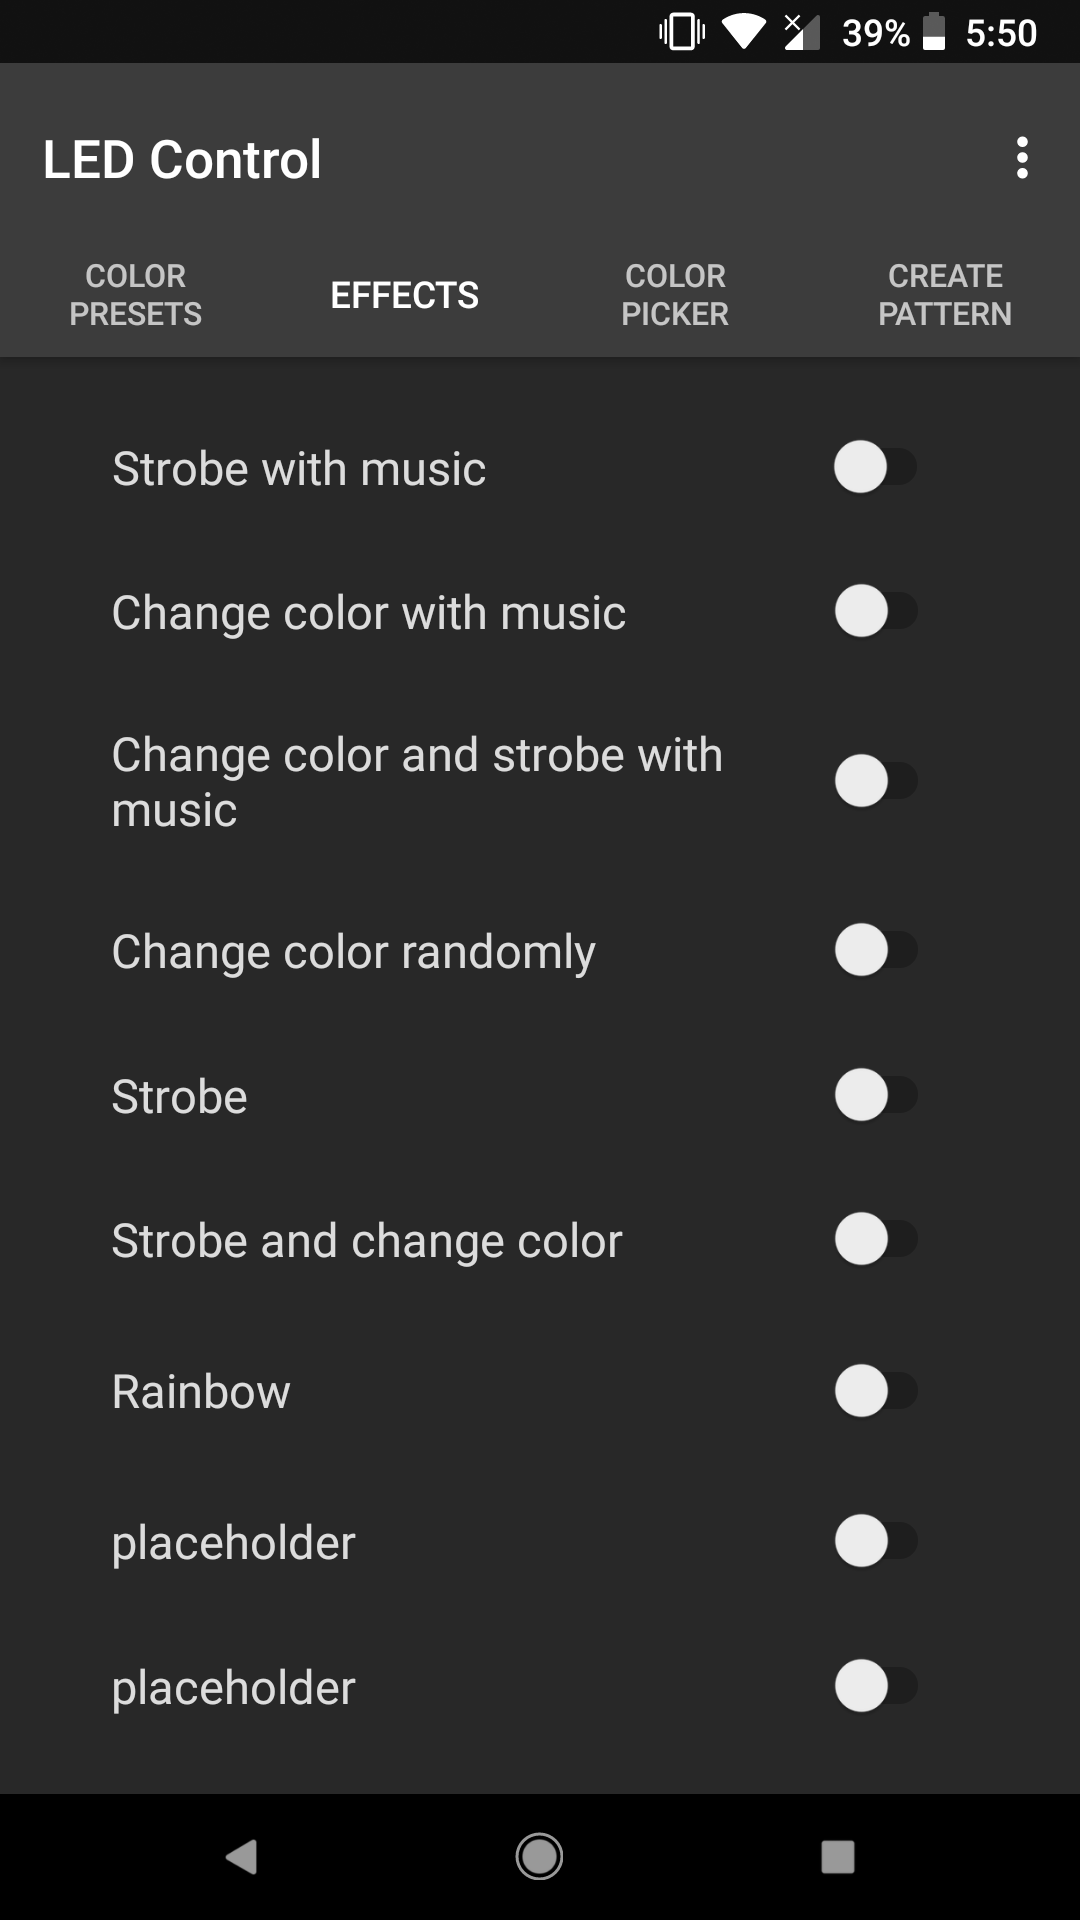 39% 5:50
LED Control
COLOR
PRESETS
EFFECTS
COLOR
PICKER
CREATE
PATTERN
Strobe with music
Change color with music
Change color and strobe with
music
Change color randomly
Strobe
Strobe and change color
Rainbow
placeholder
placeholder